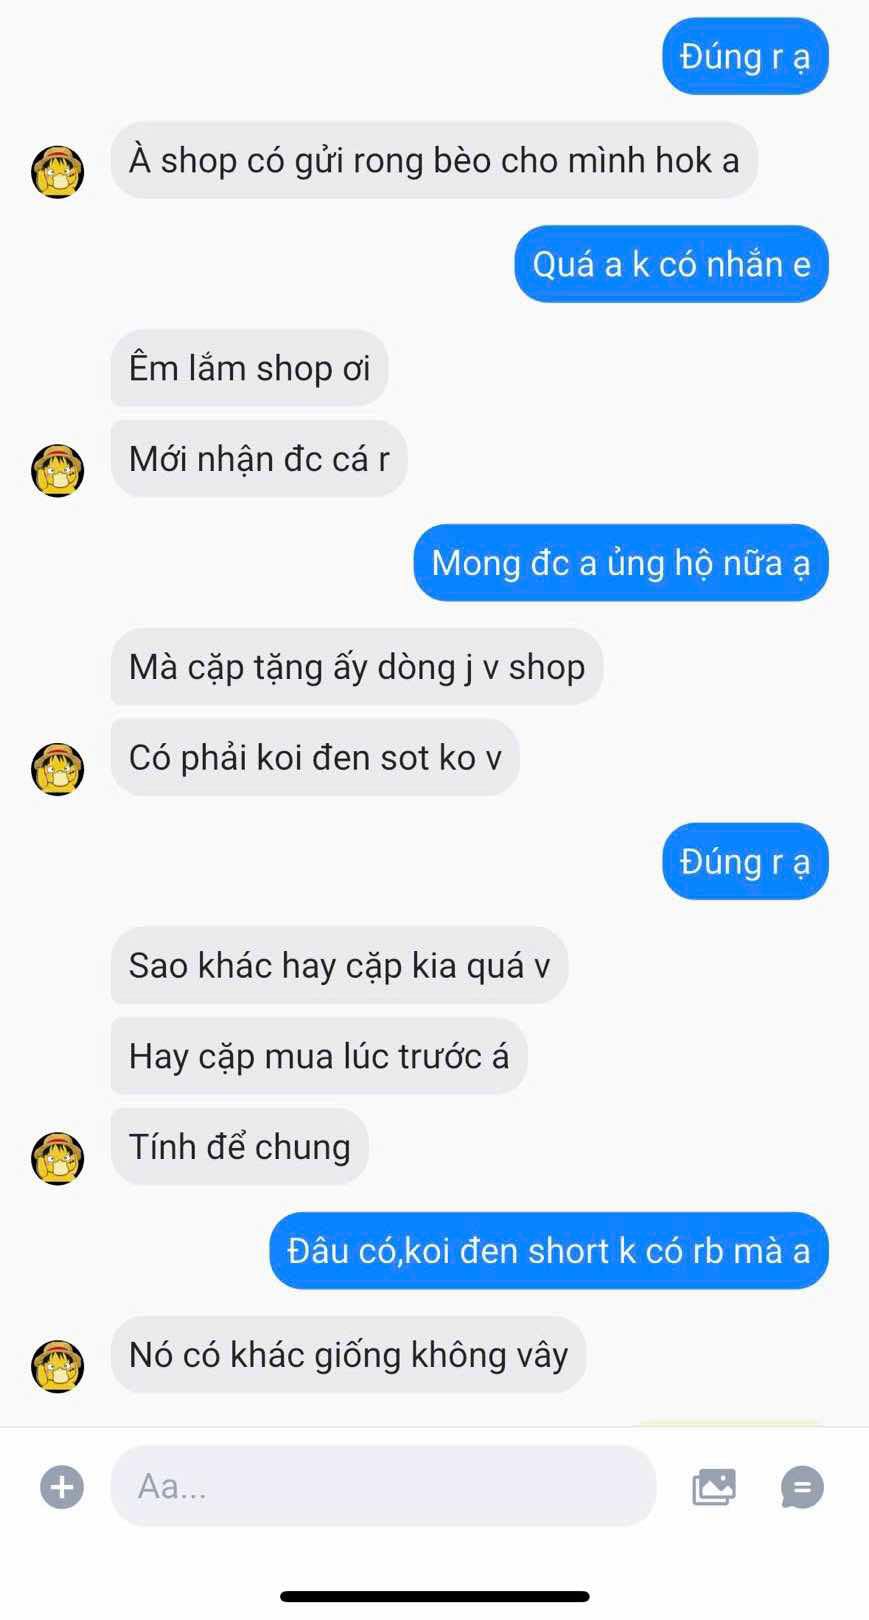 Đúng r ạ
À shop có gửi rong bèo cho mình hok a
Quá a k có nhắn e
Êm lắm shop ơi
Mới nhận đc cá r
Mong đc a ủng hộ nữa ạ
Mà cặp tặng ấy dòng j v shop
Có phải koi đen sot ko v
Đúng r ạ
Sao khác hay cặp kia quá v
Hay cặp mua lúc trước á
Tính để chung
Đâu có,koi đen short k có rb mà a
Nó có khác giống không vây
Aa...